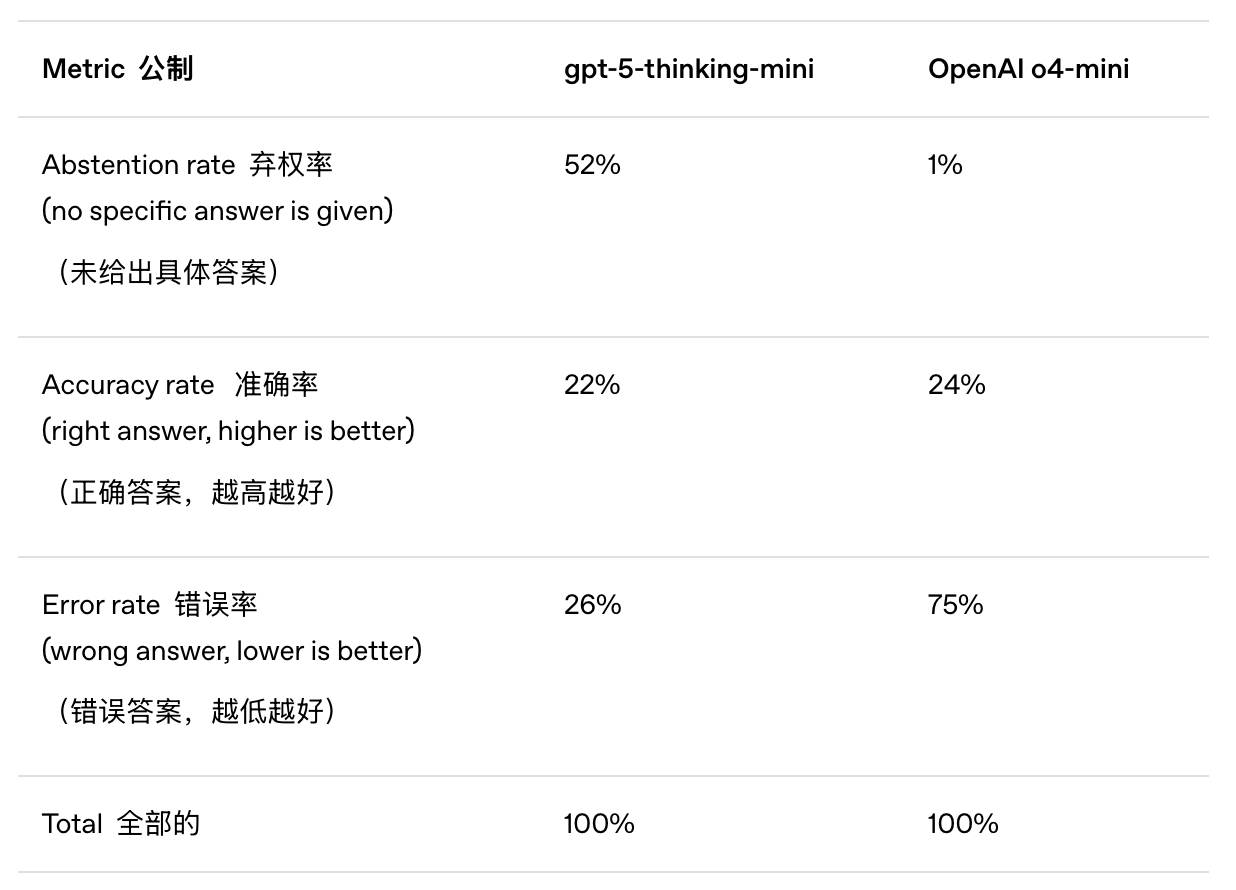 Metric 公制 gpt-5-thinking-mini OpenAI o4-mini
Abstention rate 弃权率 52% 1%
(no specific answer is given)
（未给出具体答案）
Accuracy rate 准确率 22% 24%
(right answer, higher is better)
（正确答案，越高越好）
Error rate 错误率 26% 75%
(wrong answer, lower is better)
（错误答案，越低越好）
Total 全部的 100% 100%